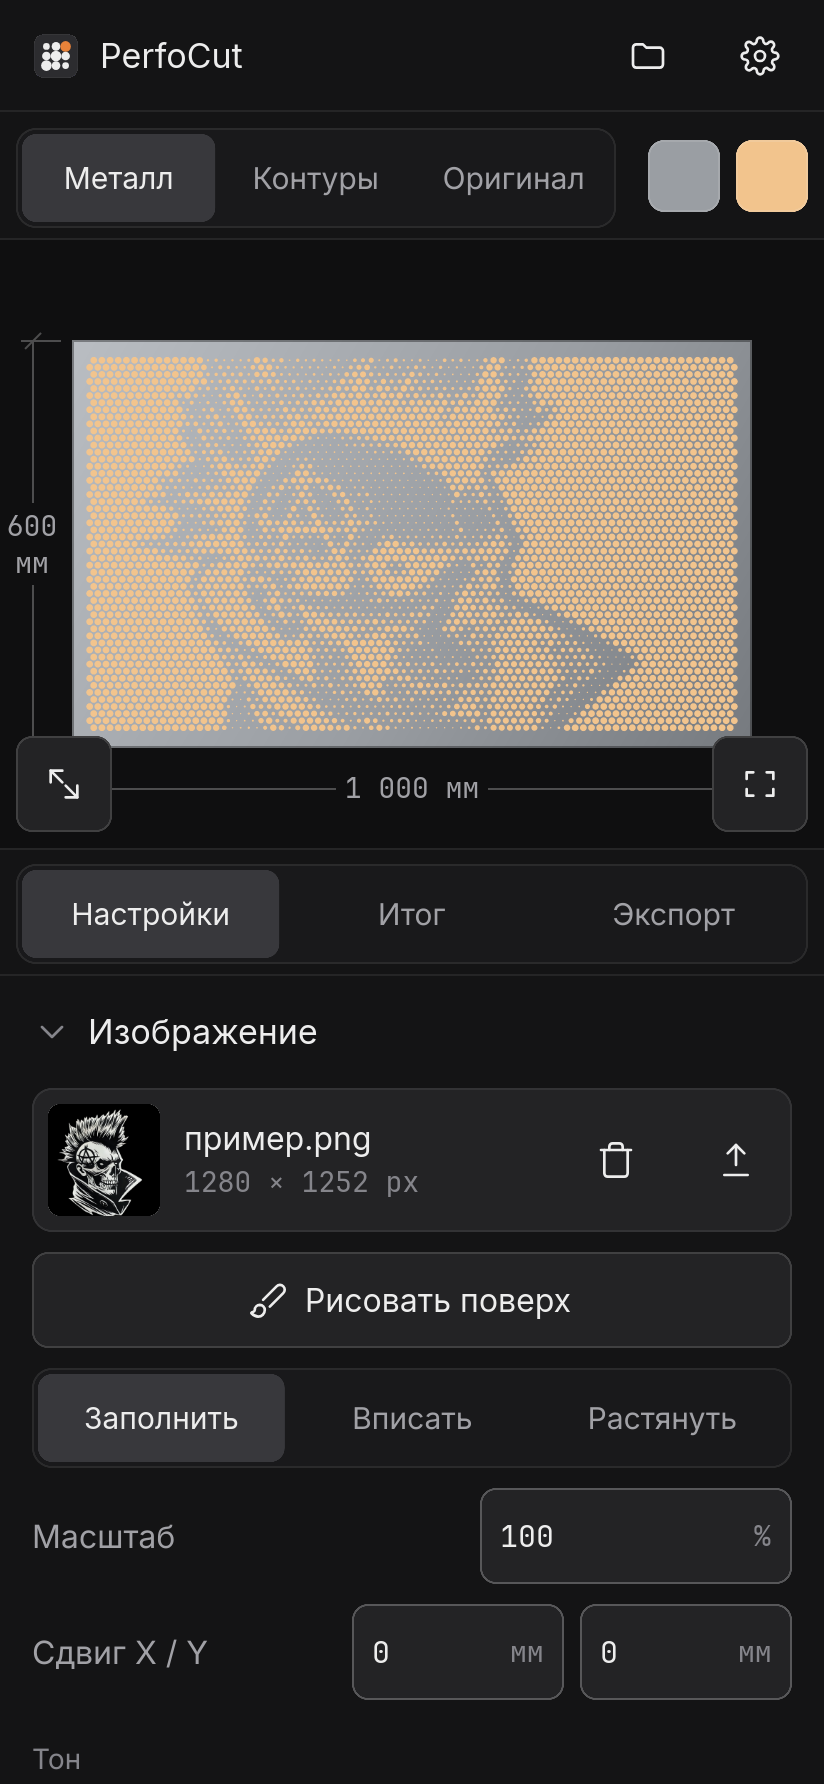 PerfoCut
Металл
Контуры
Оригинал
600
мм
1 000 мм
Настройки
Итог
Экспорт
Изображение
пример.png
1280 × 1252 px
Рисовать поверх
Заполнить
Вписать
Растянуть
Масштаб
100 %
Сдвиг X / Y
0 мм
0 мм
Тон